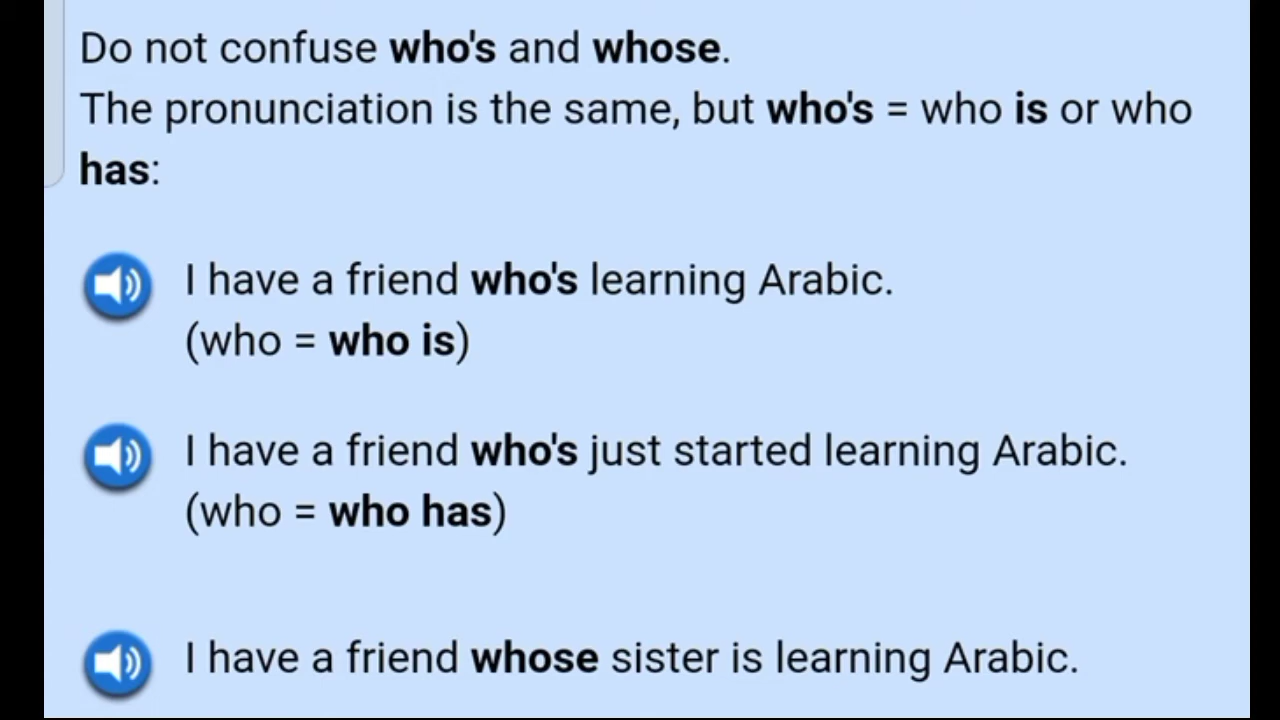 Do not confuse who's and whose.
The pronunciation is the same, but who's = who is or who
has:
I have a friend who's learning Arabic.
(who = who is)
I have a friend who's just started learning Arabic.
(who = who has)
I have a friend whose sister is learning Arabic.